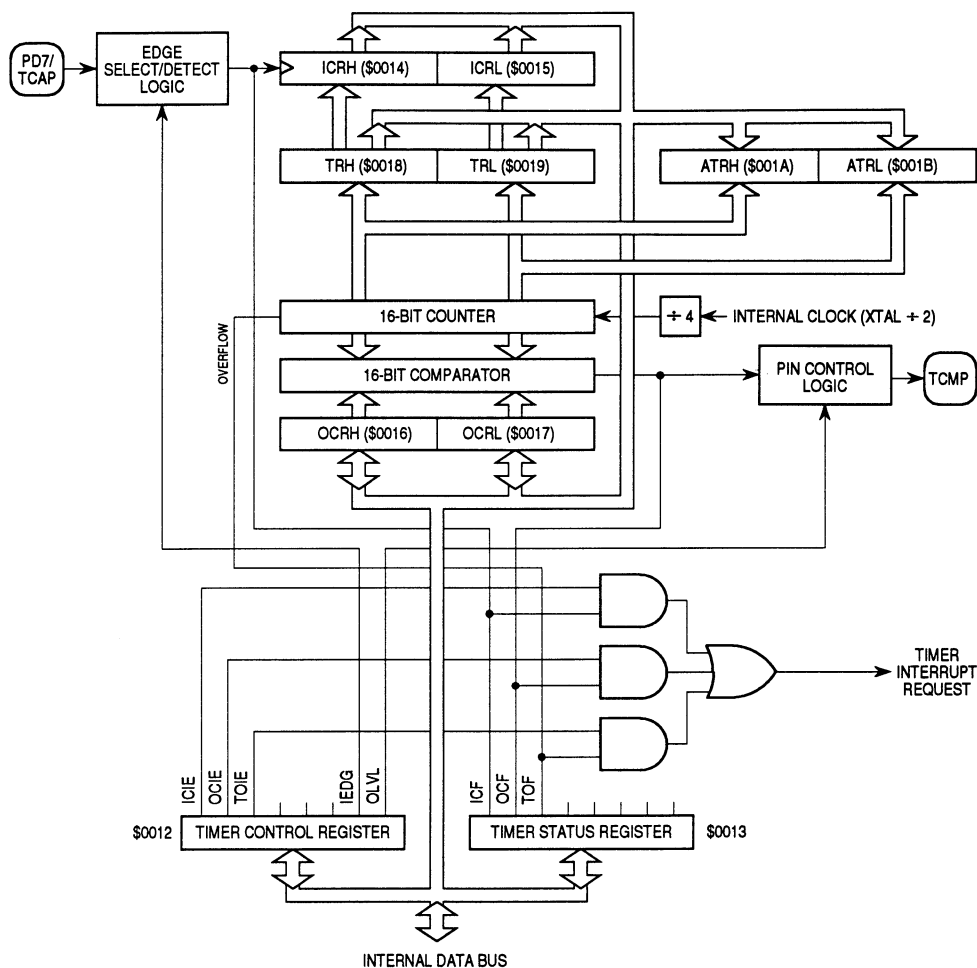 PD7/
TCAP
EDGE
SELECT/DETECT
LOGIC
ICRH ($0014)
ICRL ($0015)
TRH ($0018)
TRL ($0019)
ATRH ($001A)
ATRL ($001B)
OVERFLOW
16-BIT COUNTER
÷ 4
INTERNAL CLOCK (XTAL ÷ 2)
16-BIT COMPARATOR
PIN CONTROL
LOGIC
TCMP
OCRH ($0016)
OCRL ($0017)
TIMER
INTERRUPT
REQUEST
ICIE
OCIE
TOIE
IEDG
OLVL
ICF
OCF
TOF
$0012
TIMER CONTROL REGISTER
TIMER STATUS REGISTER
$0013
INTERNAL DATA BUS